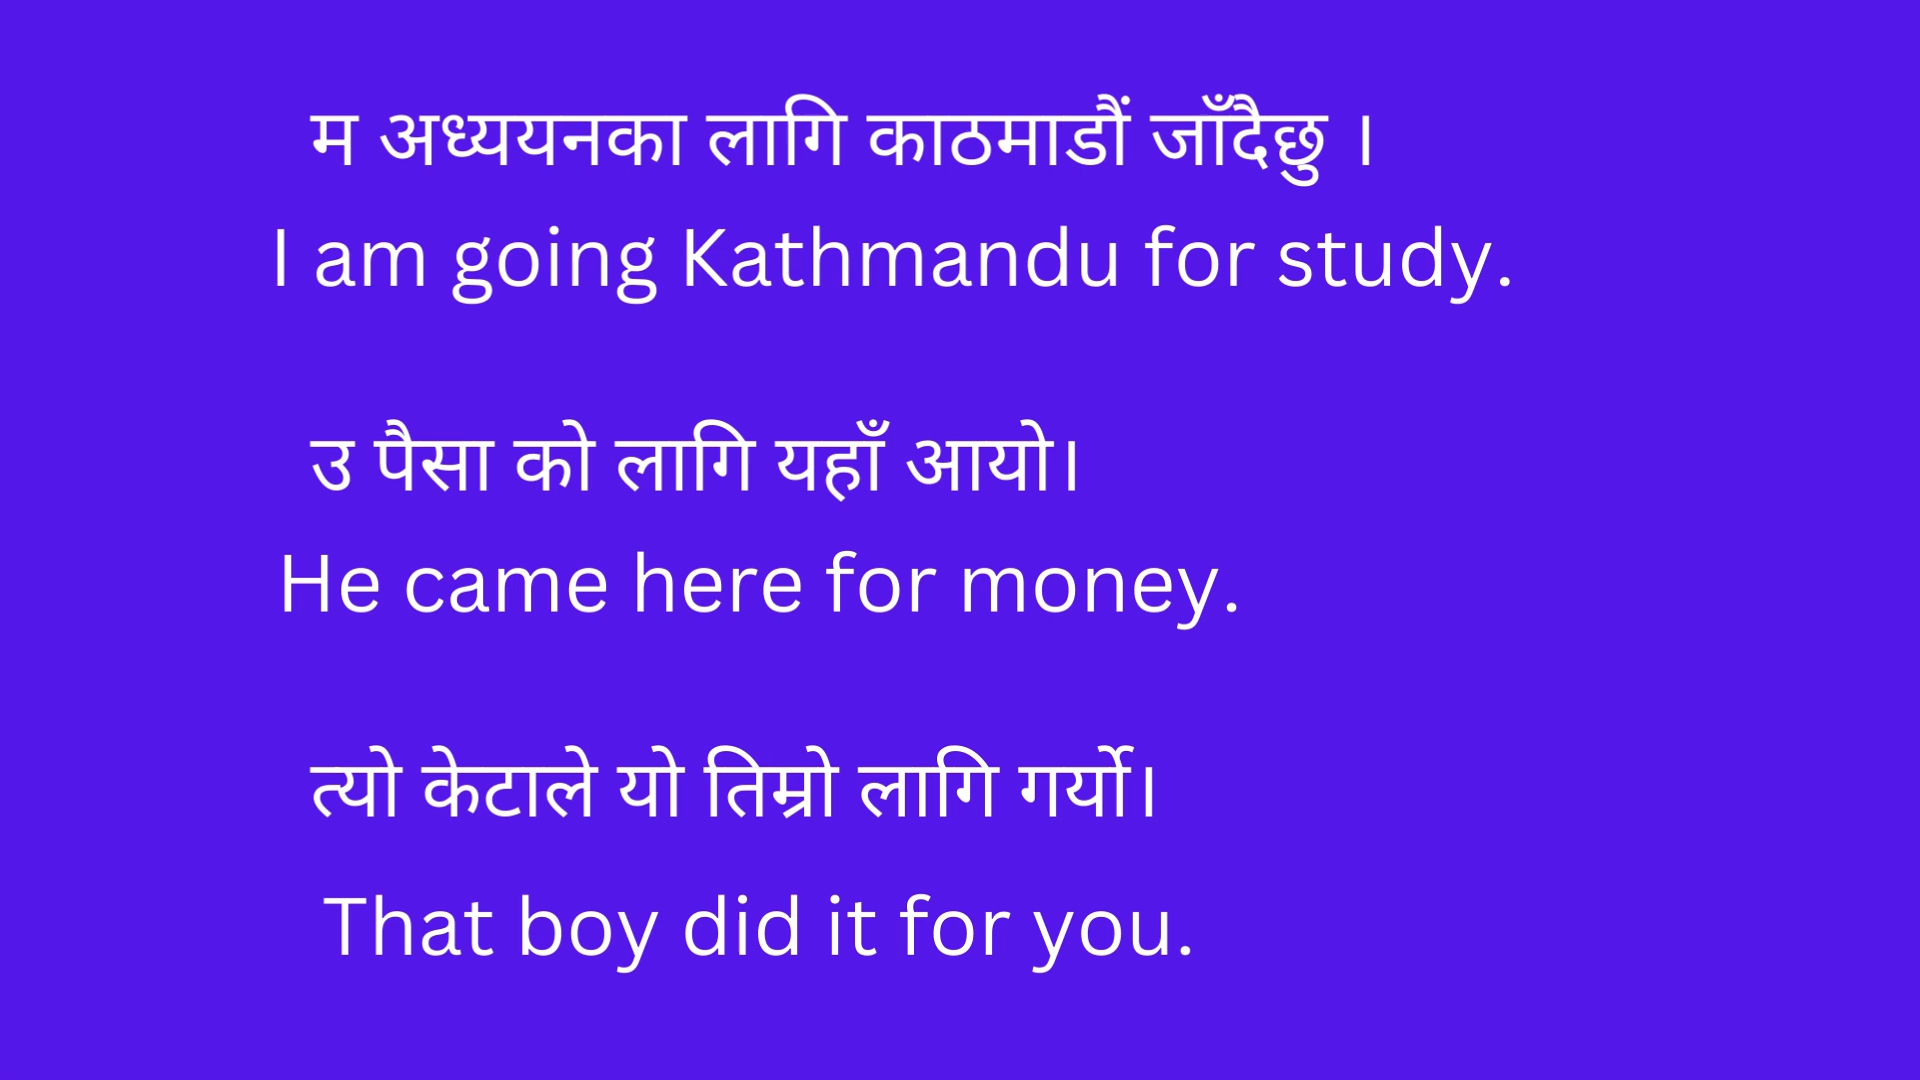 म अध्ययनका लागि काठमाडौं जाँदैछु ।
I am going Kathmandu for study.
उ पैसा को लागि यहाँ आयो।
He came here for money.
त्यो केटाले यो तिम्रो लागि गर्यो।
That boy did it for you.